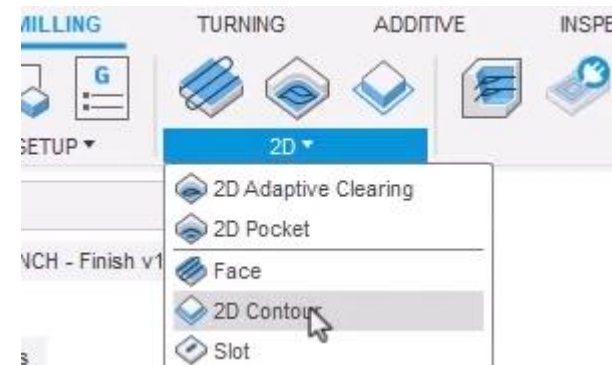 MILLING TURNING ADDITIVE INSPE
G
SETUP
2D
2D Adaptive Clearing
2D Pocket
NCH - Finish v1
Face
2D Contour
Slot
s